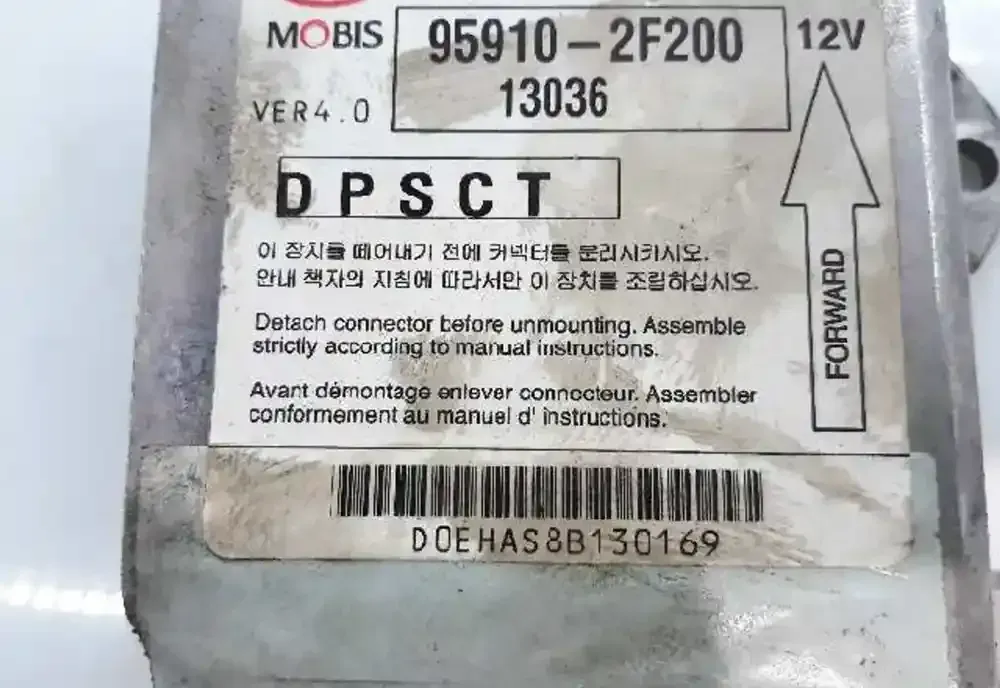 MOBIS
95910-2F200
12V
VER4.0
13036
DPSCT
이 장치를 떼어내기 전에 커넥터를 분리시키시오.
안내 책자의 지침에 따라서만 이 장치를 조립하십시오.
Detach connector before unmounting. Assemble
strictly according to manual instructions.
Avant démontage enlever connecteur. Assembler
conformement au manuel d' instructions.
FORWARD
D0EHAS8B130169